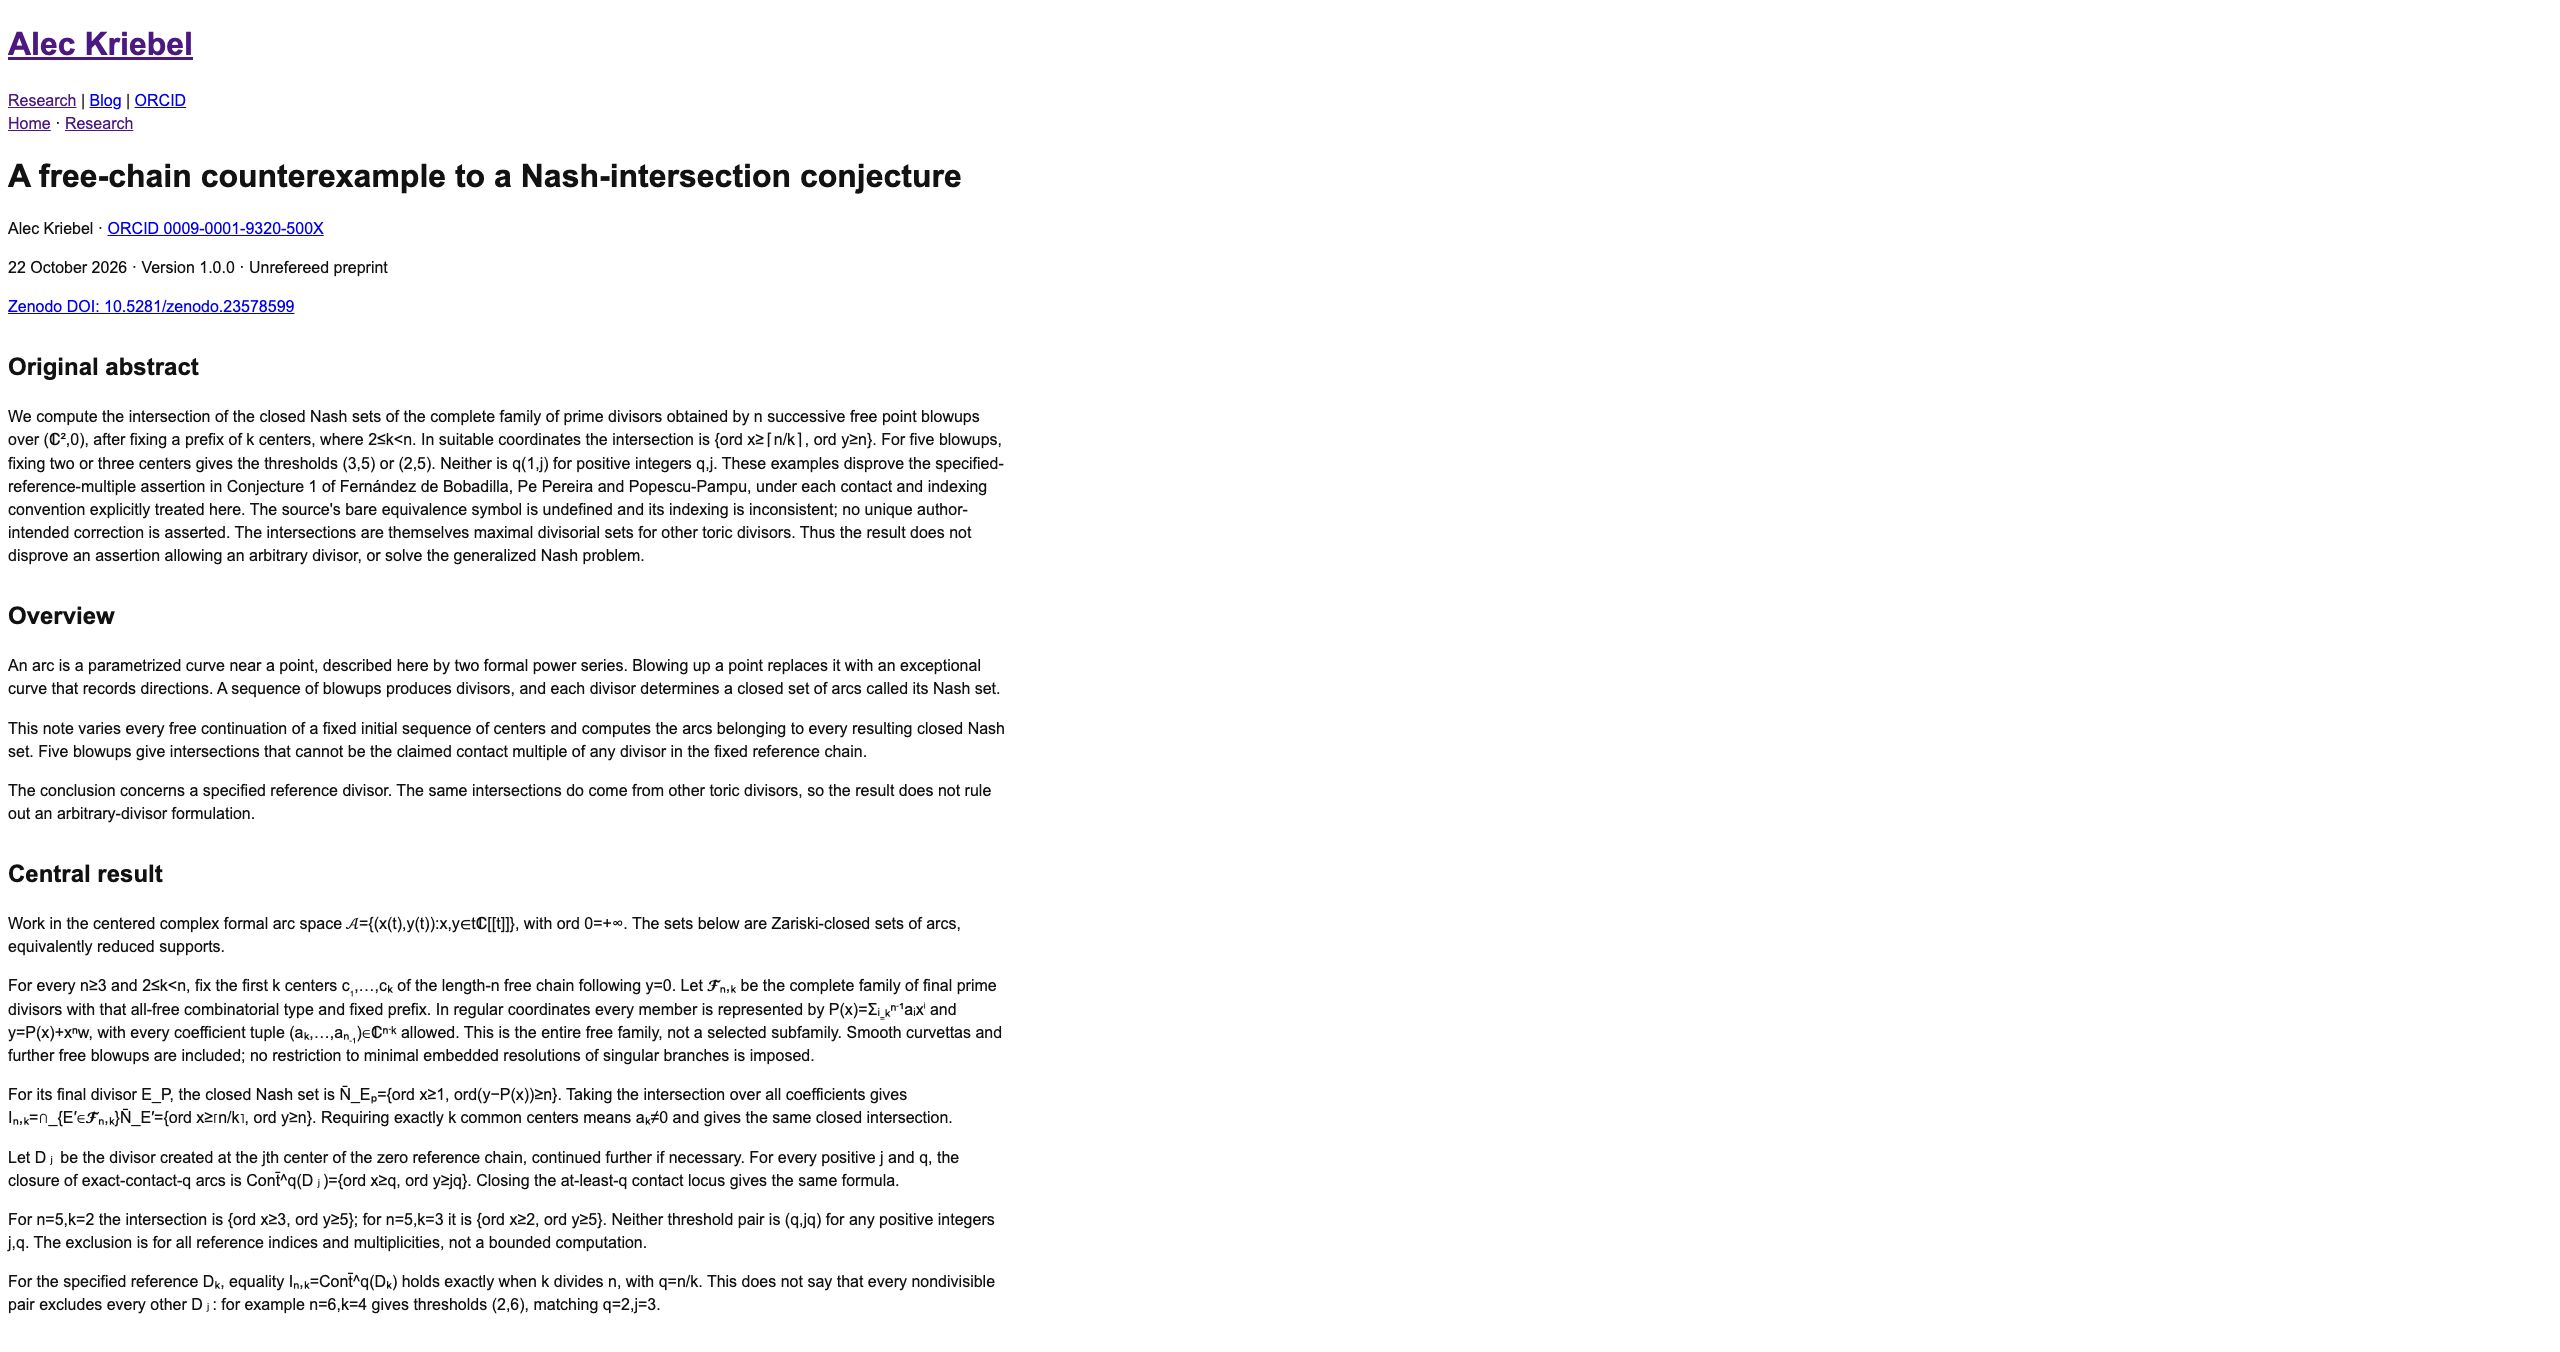 Alec Kriebel
Research | Blog | ORCID
Home · Research
A free-chain counterexample to a Nash-intersection conjecture
Alec Kriebel · ORCID 0009-0001-9320-500X
22 October 2026 · Version 1.0.0 · Unrefereed preprint
Zenodo DOI: 10.5281/zenodo.23578599
Original abstract
We compute the intersection of the closed Nash sets of the complete family of prime divisors obtained by n successive free point blowups
over (ℂ²,0), after fixing a prefix of k centers, where 2≤k<n. In suitable coordinates the intersection is {ord x≥⌈n/k⌉, ord y≥n}. For five blowups,
fixing two or three centers gives the thresholds (3,5) or (2,5). Neither is q(1,j) for positive integers q,j. These examples disprove the specified-
reference-multiple assertion in Conjecture 1 of Fernández de Bobadilla, Pe Pereira and Popescu-Pampu, under each contact and indexing
convention explicitly treated here. The source's bare equivalence symbol is undefined and its indexing is inconsistent; no unique author-
intended correction is asserted. The intersections are themselves maximal divisorial sets for other toric divisors. Thus the result does not
disprove an assertion allowing an arbitrary divisor, or solve the generalized Nash problem.
Overview
An arc is a parametrized curve near a point, described here by two formal power series. Blowing up a point replaces it with an exceptional
curve that records directions. A sequence of blowups produces divisors, and each divisor determines a closed set of arcs called its Nash set.
This note varies every free continuation of a fixed initial sequence of centers and computes the arcs belonging to every resulting closed Nash
set. Five blowups give intersections that cannot be the claimed contact multiple of any divisor in the fixed reference chain.
The conclusion concerns a specified reference divisor. The same intersections do come from other toric divisors, so the result does not rule
out an arbitrary-divisor formulation.
Central result
Work in the centered complex formal arc space 𝒜={(x(t),y(t)):x,y∈tℂ[[t]]}, with ord 0=+∞. The sets below are Zariski-closed sets of arcs,
equivalently reduced supports.
For every n≥3 and 2≤k<n, fix the first k centers c₁,…,cₖ of the length-n free chain following y=0. Let 𝓕ₙ,ₖ be the complete family of final prime
divisors with that all-free combinatorial type and fixed prefix. In regular coordinates every member is represented by P(x)=Σᵢ₌ₖⁿ⁻¹aᵢxⁱ and
y=P(x)+xⁿw, with every coefficient tuple (aₖ,…,aₙ₋₁)∈ℂⁿ⁻ᵏ allowed. This is the entire free family, not a selected subfamily. Smooth curvettas and
further free blowups are included; no restriction to minimal embedded resolutions of singular branches is imposed.
For its final divisor E_P, the closed Nash set is N̄_Eₚ={ord x≥1, ord(y−P(x))≥n}. Taking the intersection over all coefficients gives
Iₙ,ₖ=∩_{E′∈𝓕ₙ,ₖ}N̄_E′={ord x≥⌈n/k⌉, ord y≥n}. Requiring exactly k common centers means aₖ≠0 and gives the same closed intersection.
Let Dⱼ be the divisor created at the jth center of the zero reference chain, continued further if necessary. For every positive j and q, the
closure of exact-contact-q arcs is Cont̄^q(Dⱼ)={ord x≥q, ord y≥jq}. Closing the at-least-q contact locus gives the same formula.
For n=5,k=2 the intersection is {ord x≥3, ord y≥5}; for n=5,k=3 it is {ord x≥2, ord y≥5}. Neither threshold pair is (q,jq) for any positive integers
j,q. The exclusion is for all reference indices and multiplicities, not a bounded computation.
For the specified reference Dₖ, equality Iₙ,ₖ=Cont̄^q(Dₖ) holds exactly when k divides n, with q=n/k. This does not say that every nondivisible
pair excludes every other Dⱼ: for example n=6,k=4 gives thresholds (2,6), matching q=2,j=3.